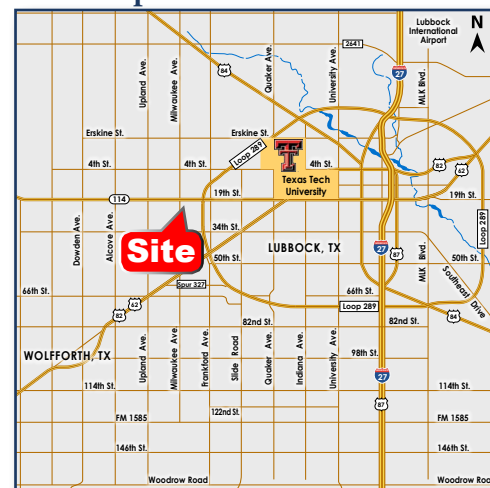 Lubbock
International
Airport
N
2641
84
27
Upland Ave.
Milwaukee Ave.
Quaker Ave.
University Ave.
MLK Blvd.
Erskine St.
Erskine St.
Loop 289
4th St.
4th St.
4th St.
T
Texas Tech
University
82
62
114
19th St.
19th St.
Dowden Ave.
Alcove Ave.
Site
34th St.
LUBBOCK, TX
50th St.
27
87
MLK Blvd.
50th St.
Loop 289
Southeast Drive
66th St.
Spur 327
66th St.
62
82
Loop 289
84
82nd St.
82nd St.
WOLFFORTH, TX
Upland Ave.
Milwaukee Ave.
Frankford Ave.
Slide Road
Quaker Ave.
Indiana Ave.
University Ave.
98th St.
27
114th St.
114th St.
87
122nd St.
FM 1585
FM 1585
146th St.
146th St.
Woodrow Road
Woodrow Roa